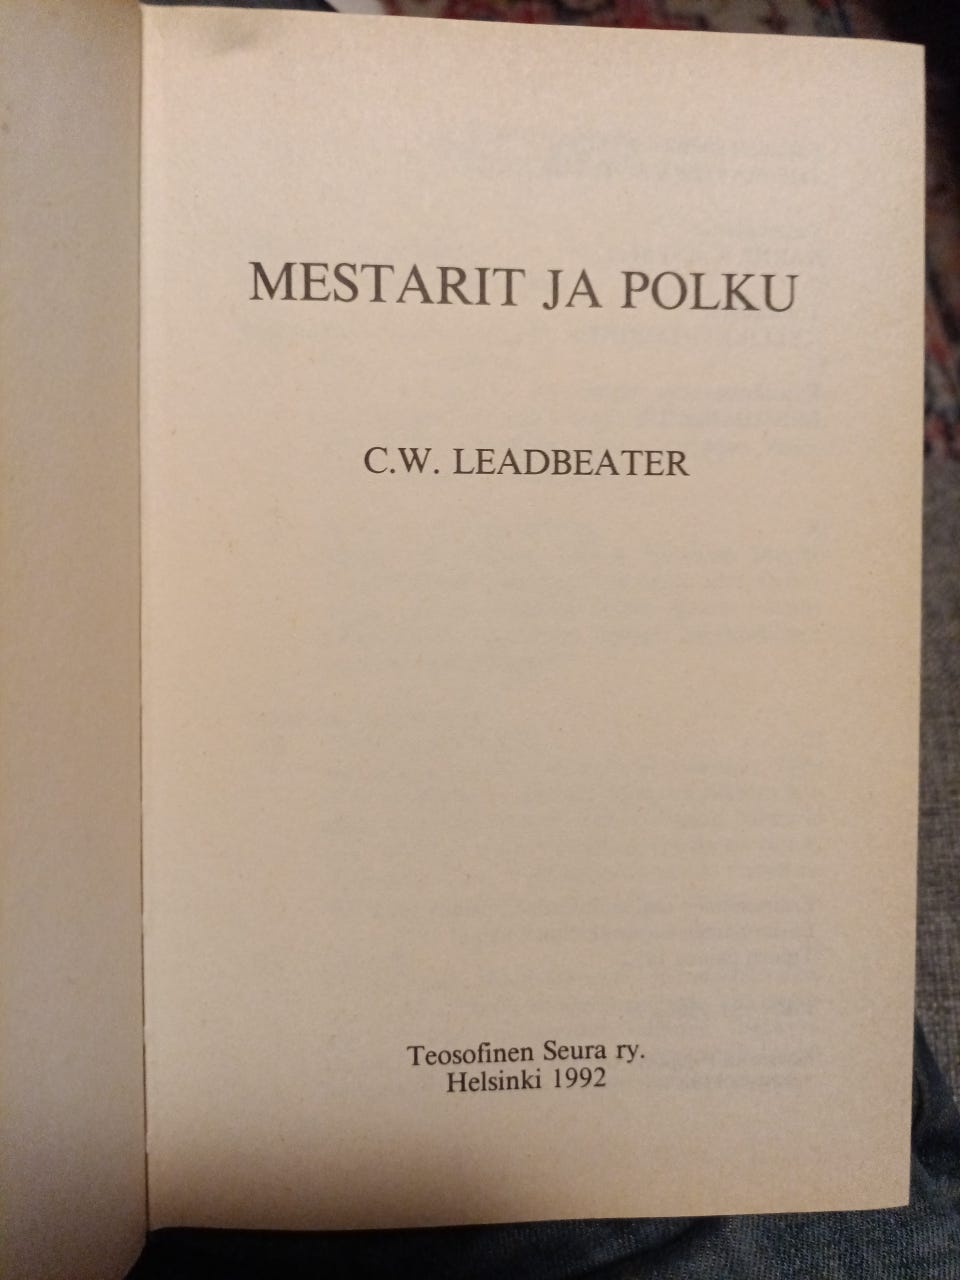 MESTARIT JA POLKU
C.W. LEADBEATER
Teosofinen Seura ry.
Helsinki 1992